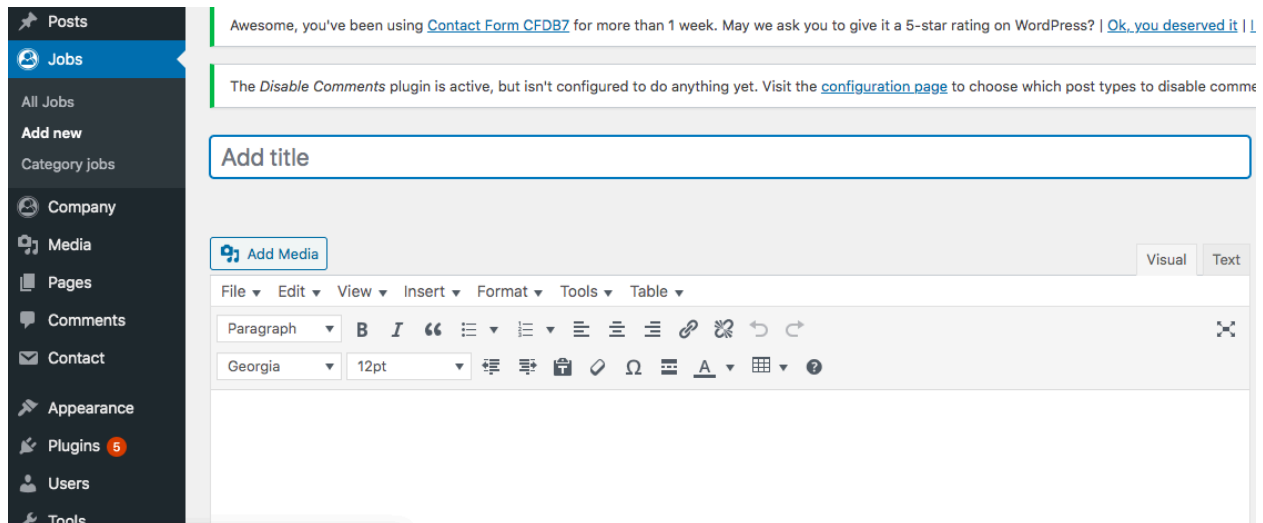 Posts
Jobs
All Jobs
Add new
Category jobs
Company
Media
Pages
Comments
Contact
Appearance
Plugins 5
Users
Tools
Awesome, you've been using Contact Form CFDB7 for more than 1 week. May we ask you to give it a 5-star rating on WordPress? | Ok, you deserved it |
The Disable Comments plugin is active, but isn't configured to do anything yet. Visit the configuration page to choose which post types to disable comme
Add title
Add Media
Visual Text
File Edit View Insert Format Tools Table
Paragraph B I
Georgia 12pt Ω A